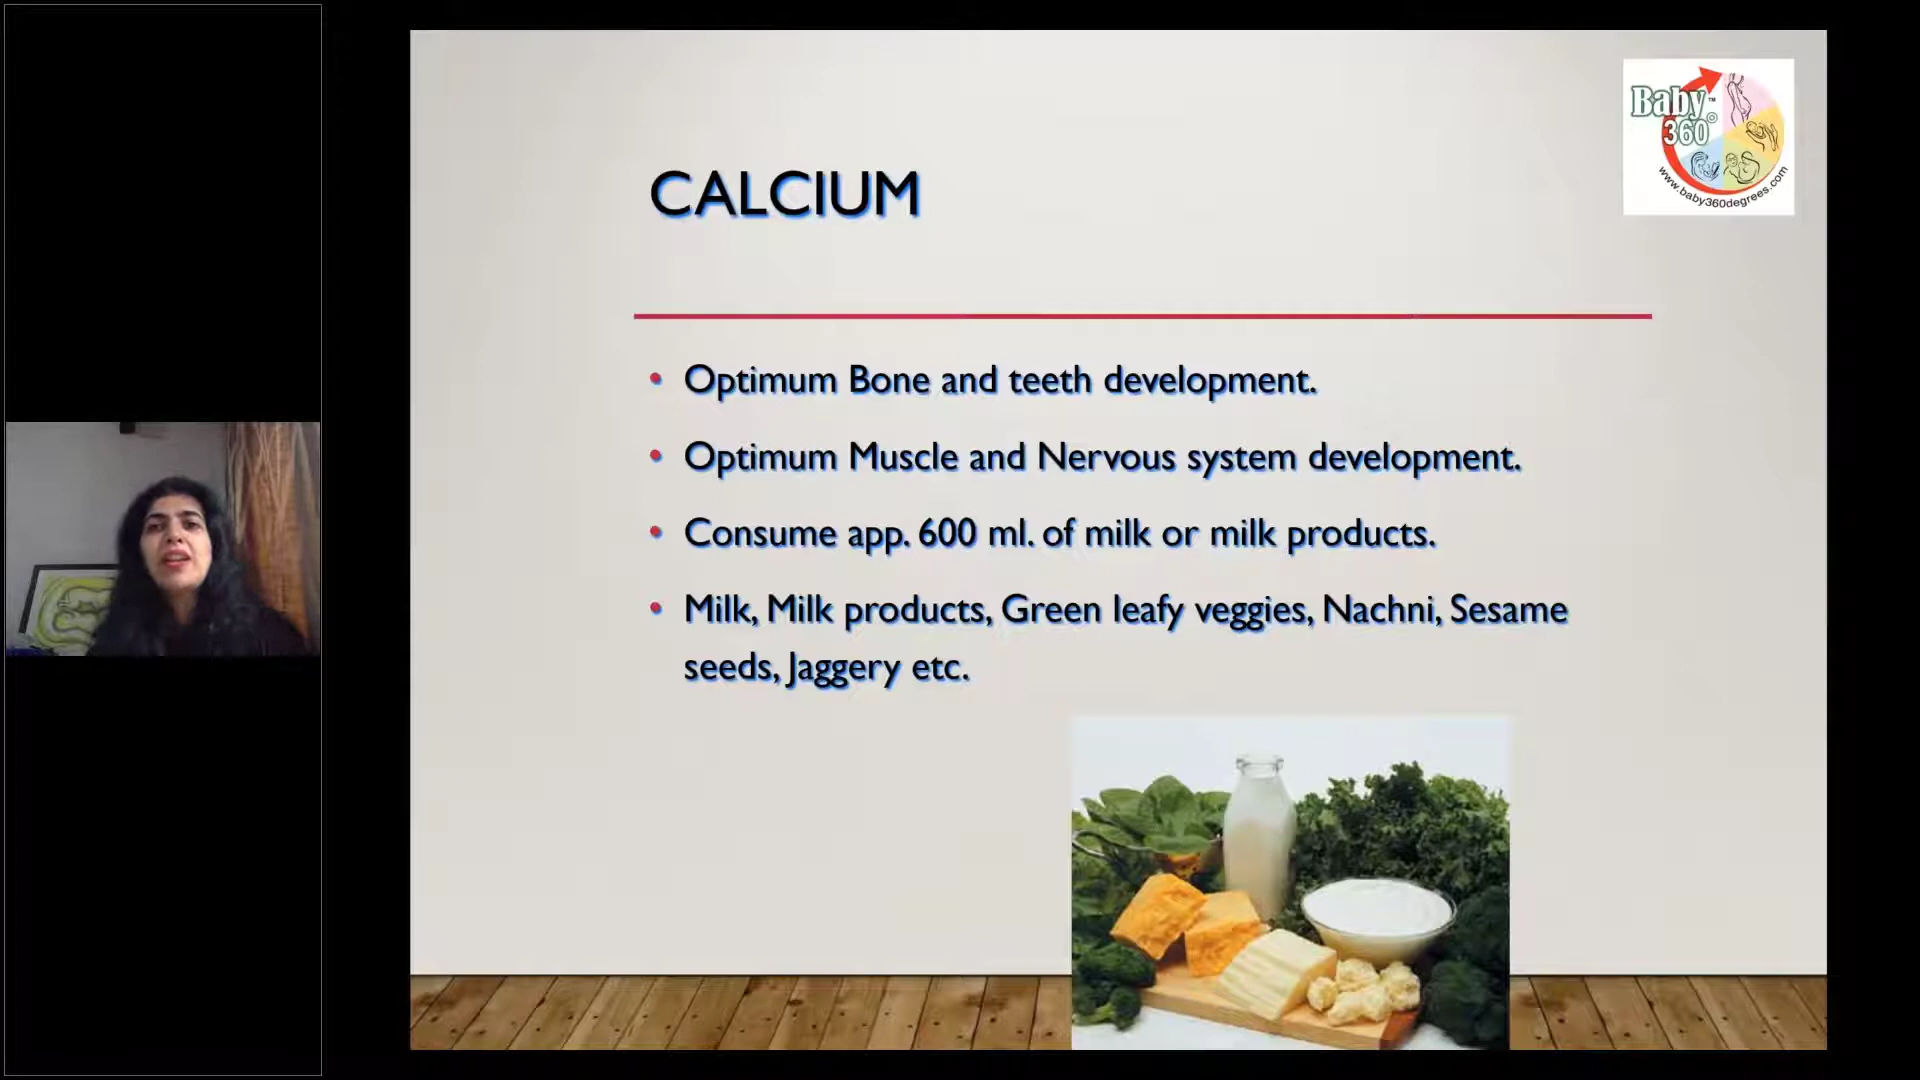 Baby™
360°
www.baby360degrees.com
CALCIUM
• Optimum Bone and teeth development.
• Optimum Muscle and Nervous system development.
• Consume app. 600 ml. of milk or milk products.
• Milk, Milk products, Green leafy veggies, Nachni, Sesame
seeds, Jaggery etc.